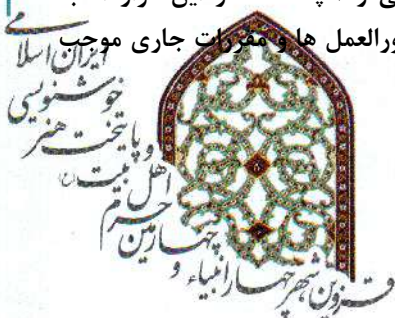 ورالعمل ها و مقررات جاری موجب
قزوین شهر چهار انبیاء و
چهارمین حرم
اهل بیت (ع)
و پایتخت هنر
خوشنویسی
ایران اسلامی